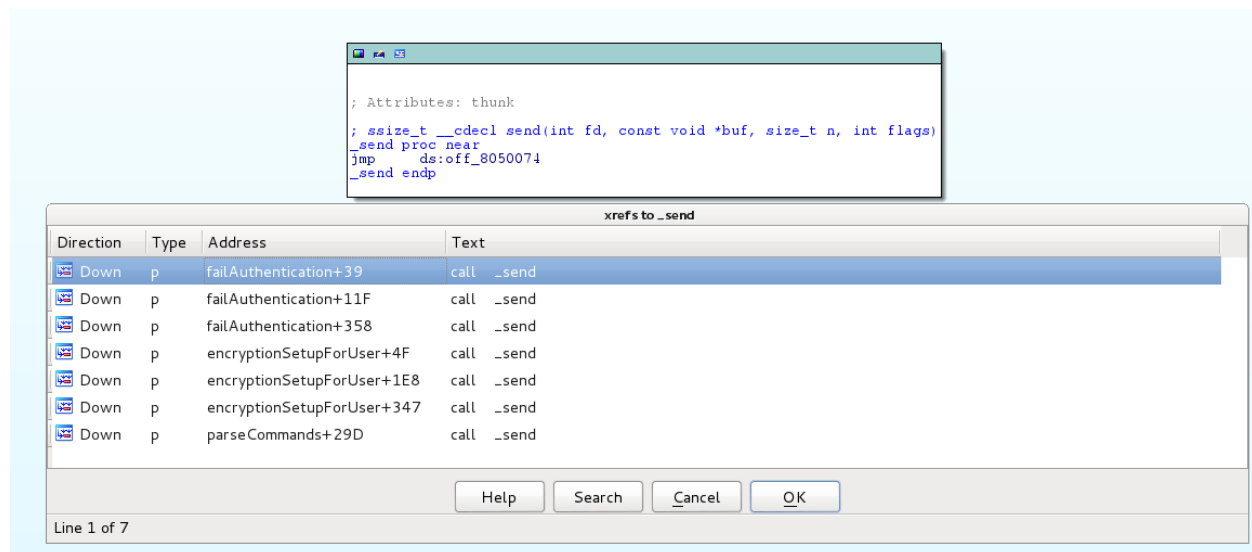 ; Attributes: thunk
; ssize_t __cdecl send(int fd, const void *buf, size_t n, int flags)
_send proc near
jmp ds:off_8050074
_send endp
xrefs to _send
Direction Type Address Text
Down p failAuthentication+39 call _send
Down p failAuthentication+11F call _send
Down p failAuthentication+358 call _send
Down p encryptionSetupForUser+4F call _send
Down p encryptionSetupForUser+1E8 call _send
Down p encryptionSetupForUser+347 call _send
Down p parseCommands+29D call _send
Help Search Cancel OK
Line 1 of 7